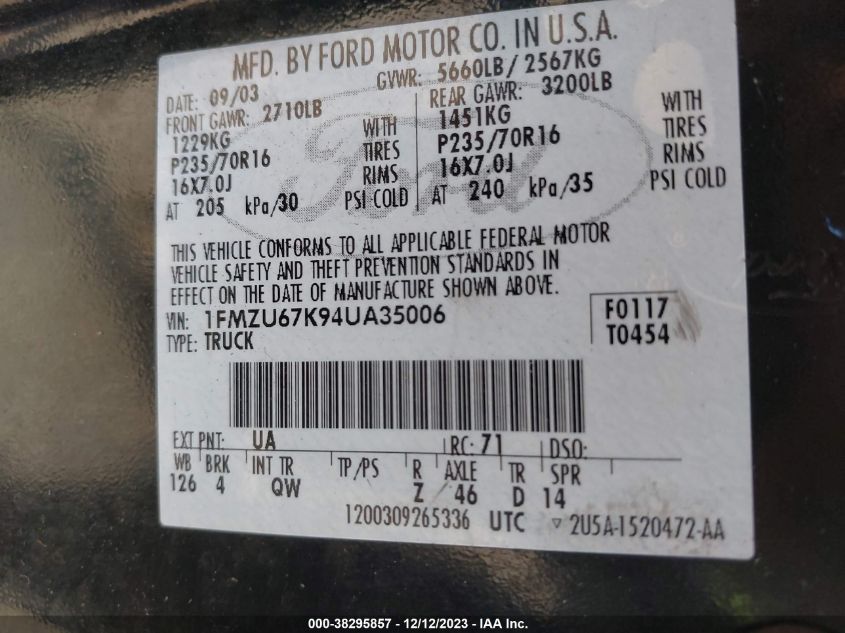 MFD. BY FORD MOTOR CO. IN U.S.A.
DATE: 09/03 GVWR: 5660LB/ 2567KG
FRONT GAWR: 2710LB REAR GAWR: 3200LB
1229KG WITH 1451KG WITH
P235/70R16 TIRES P235/70R16 TIRES
16X7.0J RIMS 16X7.0J RIMS
AT 205 kPa/30 PSI COLD AT 240 kPa/35 PSI COLD
Ford
THIS VEHICLE CONFORMS TO ALL APPLICABLE FEDERAL MOTOR
VEHICLE SAFETY AND THEFT PREVENTION STANDARDS IN
EFFECT ON THE DATE OF MANUFACTURE SHOWN ABOVE.
VIN: 1FMZU67K94UA35006 F0117
TYPE: TRUCK T0454
EXT PNT: UA RC: 71 DSO:
WB BRK INT TR TP/PS R AXLE TR SPR
126 4 QW Z 46 D 14
1200309265336 UTC ▽ 2U5A-1520472-AA
000-38295857 - 12/12/2023 - IAA Inc.